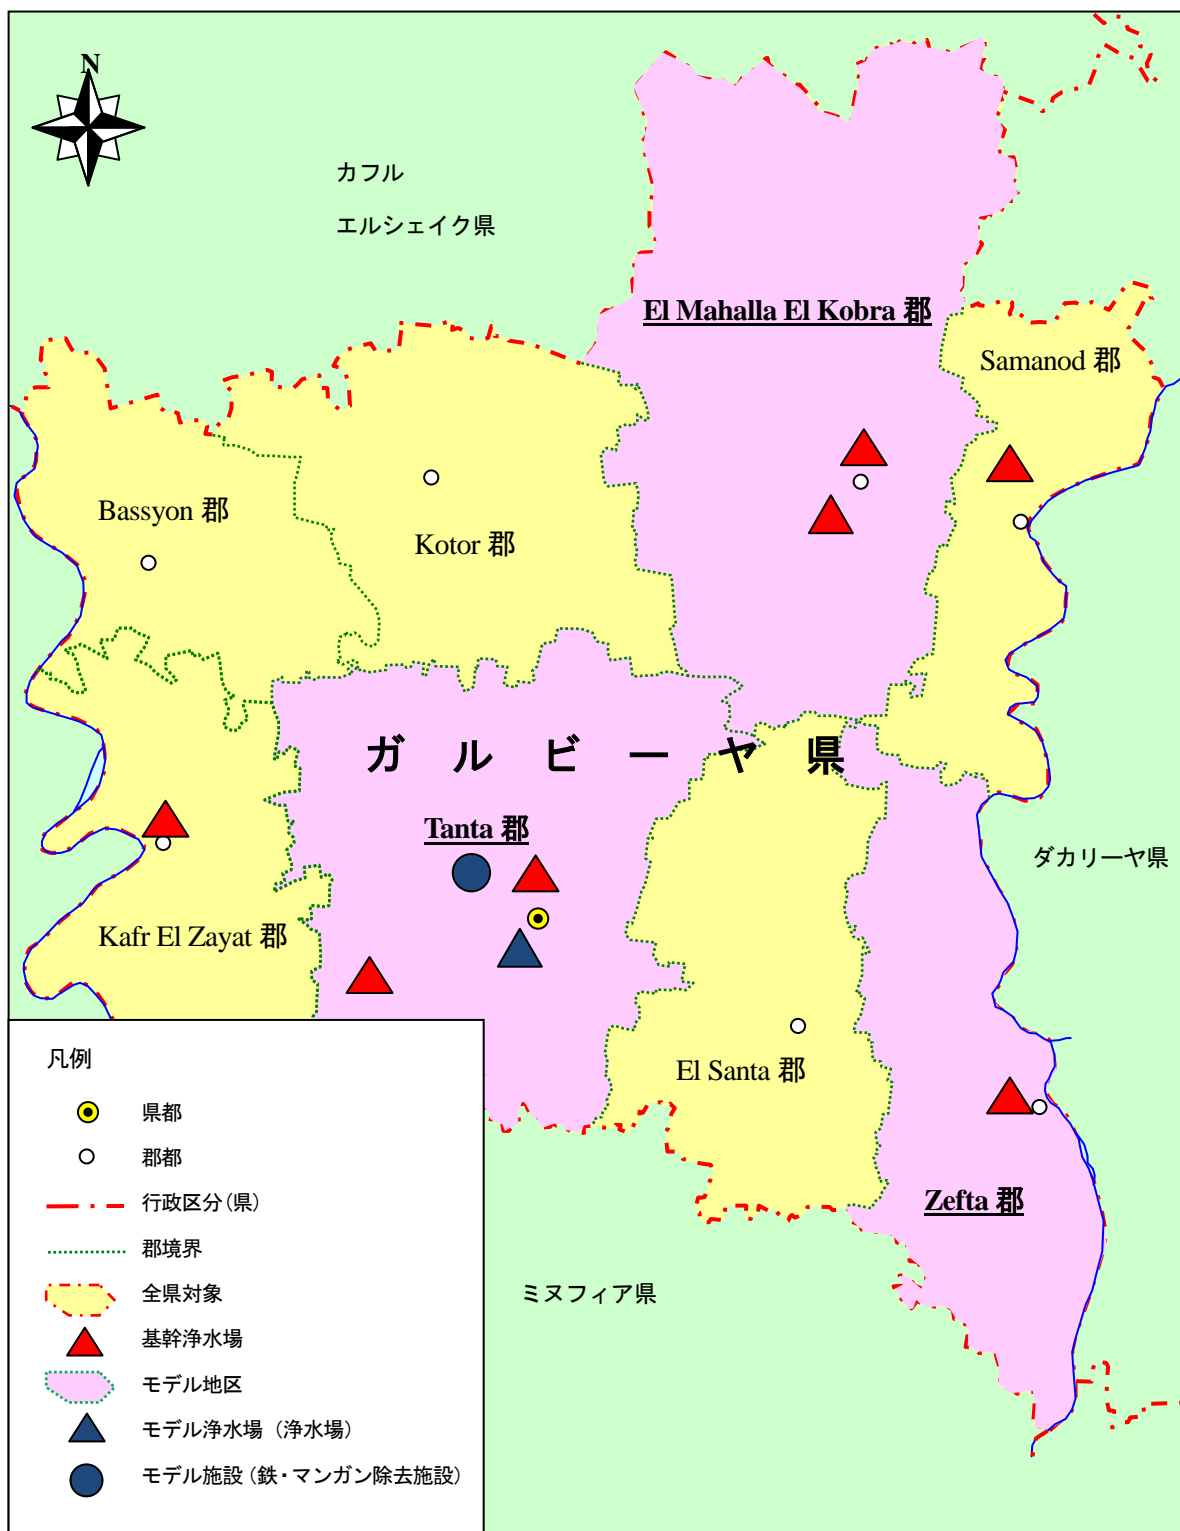 N
カフル
エルシェイク県
El Mahalla El Kobra 郡
Samanod 郡
Bassyon 郡
Kotor 郡
ガルビーヤ県
Tanta 郡
ダカリーヤ県
Kafr El Zayat 郡
El Santa 郡
Zefta 郡
ミヌフィア県
凡例
県都
郡都
行政区分(県)
郡境界
全県対象
基幹浄水場
モデル地区
モデル浄水場（浄水場）
モデル施設(鉄・マンガン除去施設)